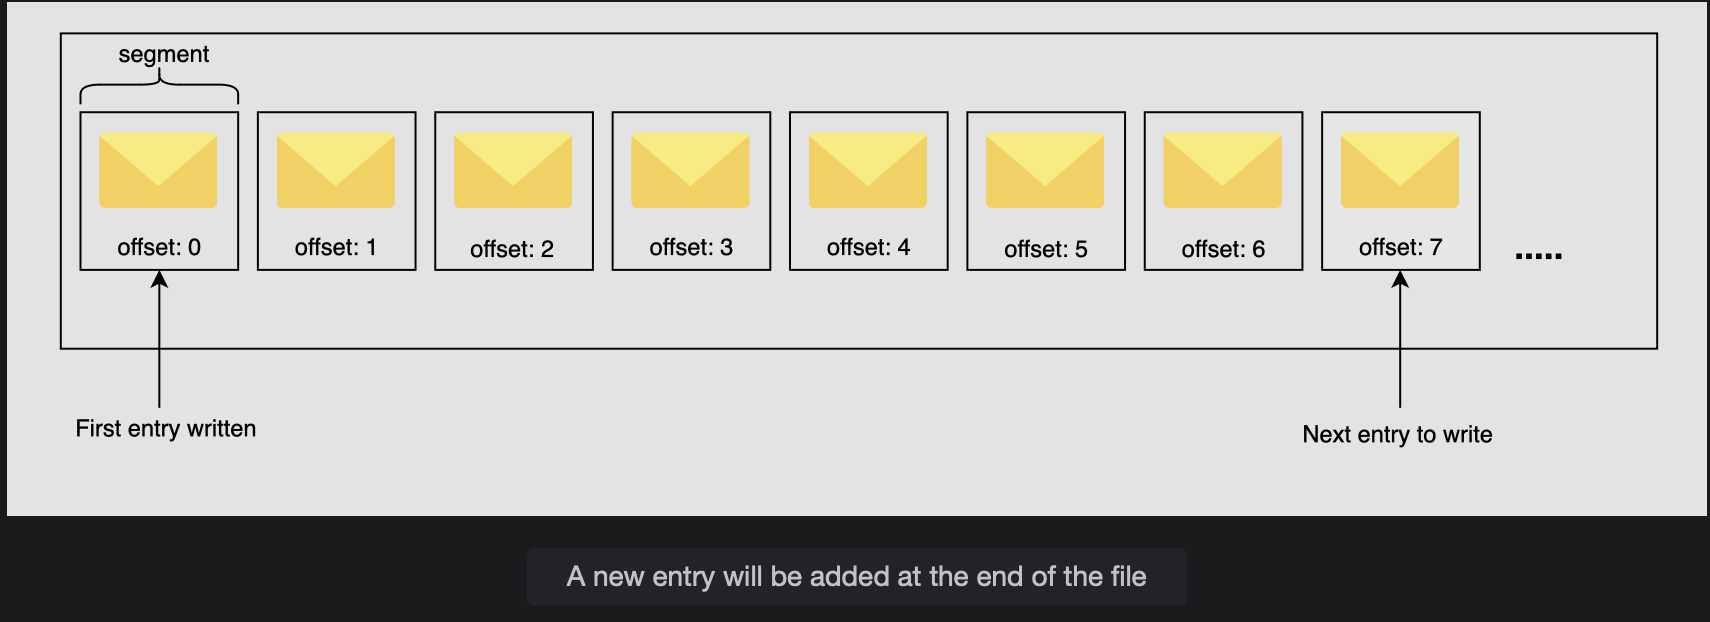 segment
offset: 0
offset: 1
offset: 2
offset: 3
offset: 4
offset: 5
offset: 6
offset: 7
.....
First entry written
Next entry to write
A new entry will be added at the end of the file